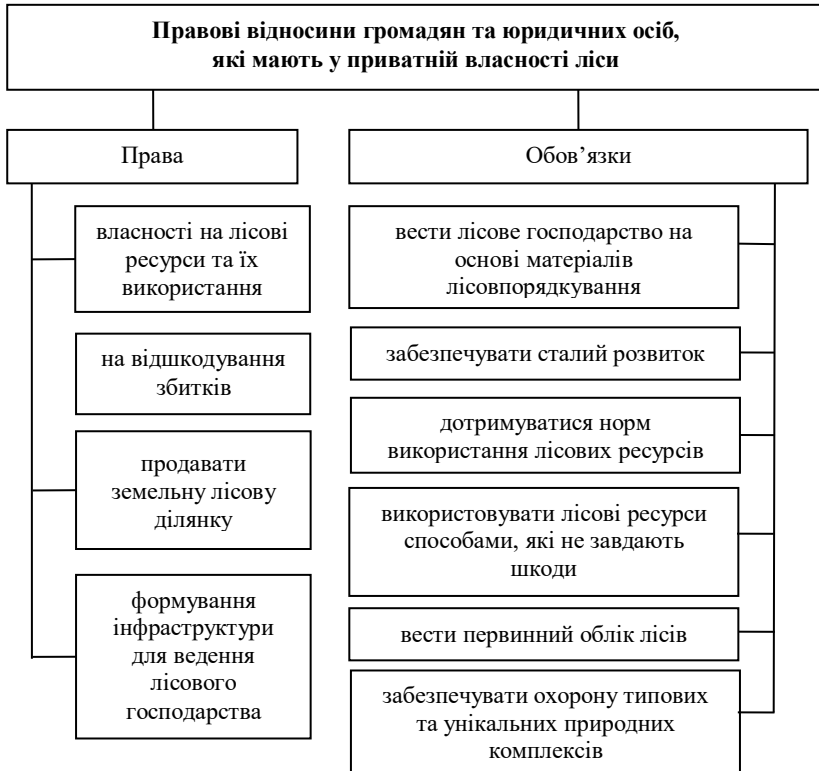 Правові відносини громадян та юридичних осіб,
які мають у приватній власності ліси
Права
власності на лісові
ресурси та їх
використання
на відшкодування
збитків
продавати
земельну лісову
ділянку
формування
інфраструктури
для ведення
лісового
господарства
Обов’язки
вести лісове господарство на
основі матеріалів
лісовпорядкування
забезпечувати сталий розвиток
дотримуватися норм
використання лісових ресурсів
використовувати лісові ресурси
способами, які не завдають
шкоди
вести первинний облік лісів
забезпечувати охорону типових
та унікальних природних
комплексів